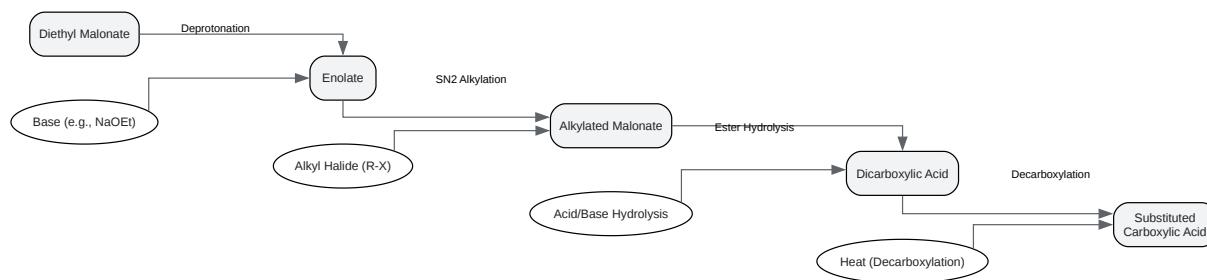 Diethyl Malonate
Deprotonation
Enolate
SN2 Alkylation
Base (e.g., NaOEt)
Alkylated Malonate
Ester Hydrolysis
Alkyl Halide (R-X)
Dicarboxylic Acid
Decarboxylation
Acid/Base Hydrolysis
Substituted
Carboxylic Acid
Heat (Decarboxylation)